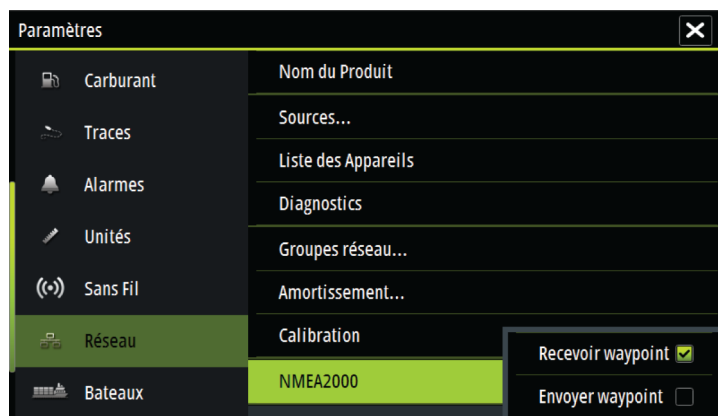 Paramètres
Carburant
Traces
Alarmes
Unités
Sans Fil
Réseau
Bateaux
Nom du Produit
Sources...
Liste des Appareils
Diagnostics
Groupes réseau...
Amortissement...
Calibration
NMEA2000
Recevoir waypoint
Envoyer waypoint